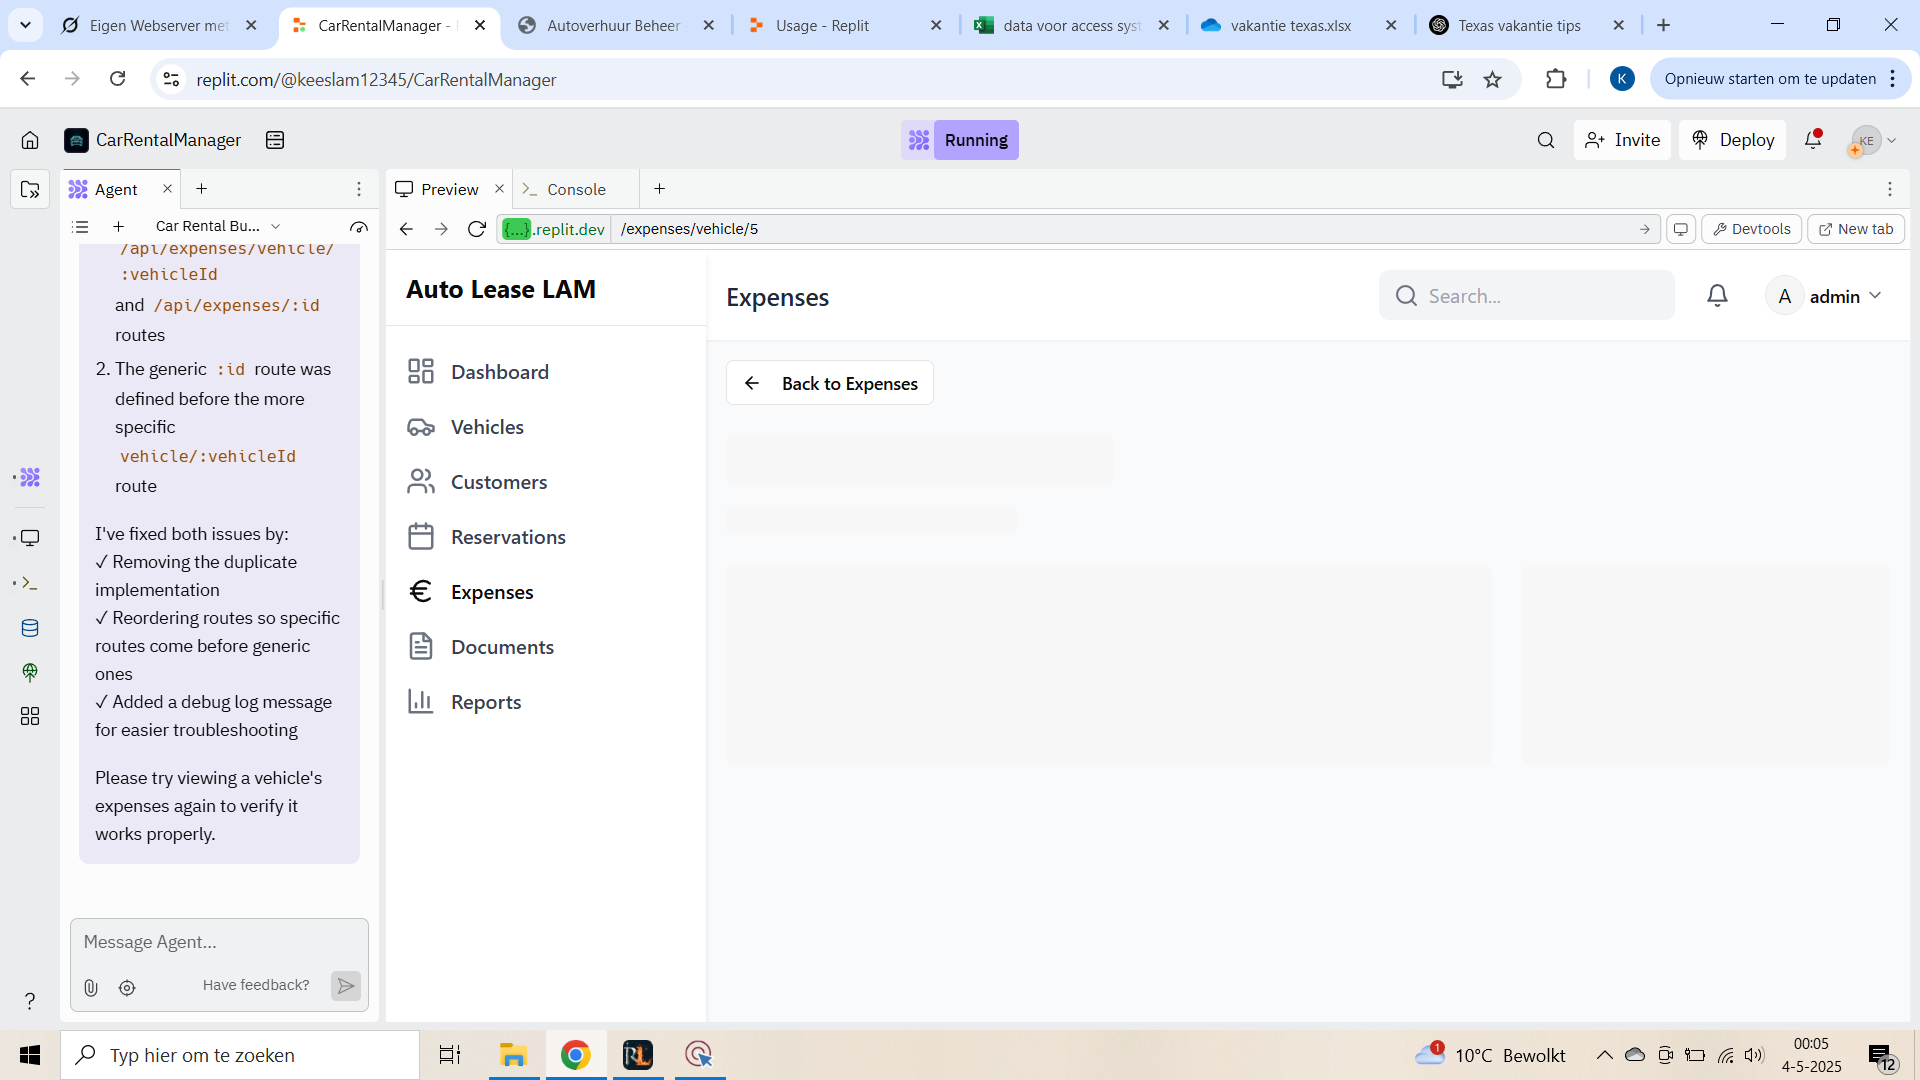 Eigen Webserver met
CarRentalManager -
Autoverhuur Beheer
Usage - Replit
data voor access syst
vakantie texas.xlsx
Texas vakantie tips
replit.com/@keeslam12345/CarRentalManager
K
Opnieuw starten om te updaten
CarRentalManager
Running
Invite
Deploy
KE
Agent
Preview
Console
Car Rental Bu...
{...}.replit.dev
/expenses/vehicle/5
Devtools
New tab
/api/expenses/vehicle/
:vehicleId
and /api/expenses/:id
routes
2. The generic :id route was
defined before the more
specific
vehicle/:vehicleId
route
I've fixed both issues by:
✓ Removing the duplicate
implementation
✓ Reordering routes so specific
routes come before generic
ones
✓ Added a debug log message
for easier troubleshooting
Please try viewing a vehicle's
expenses again to verify it
works properly.
Message Agent...
Have feedback?
Auto Lease LAM
Dashboard
Vehicles
Customers
Reservations
Expenses
Documents
Reports
Expenses
Search...
A
admin
Back to Expenses
Typ hier om te zoeken
RL
1
10°C Bewolkt
00:05
4-5-2025
12